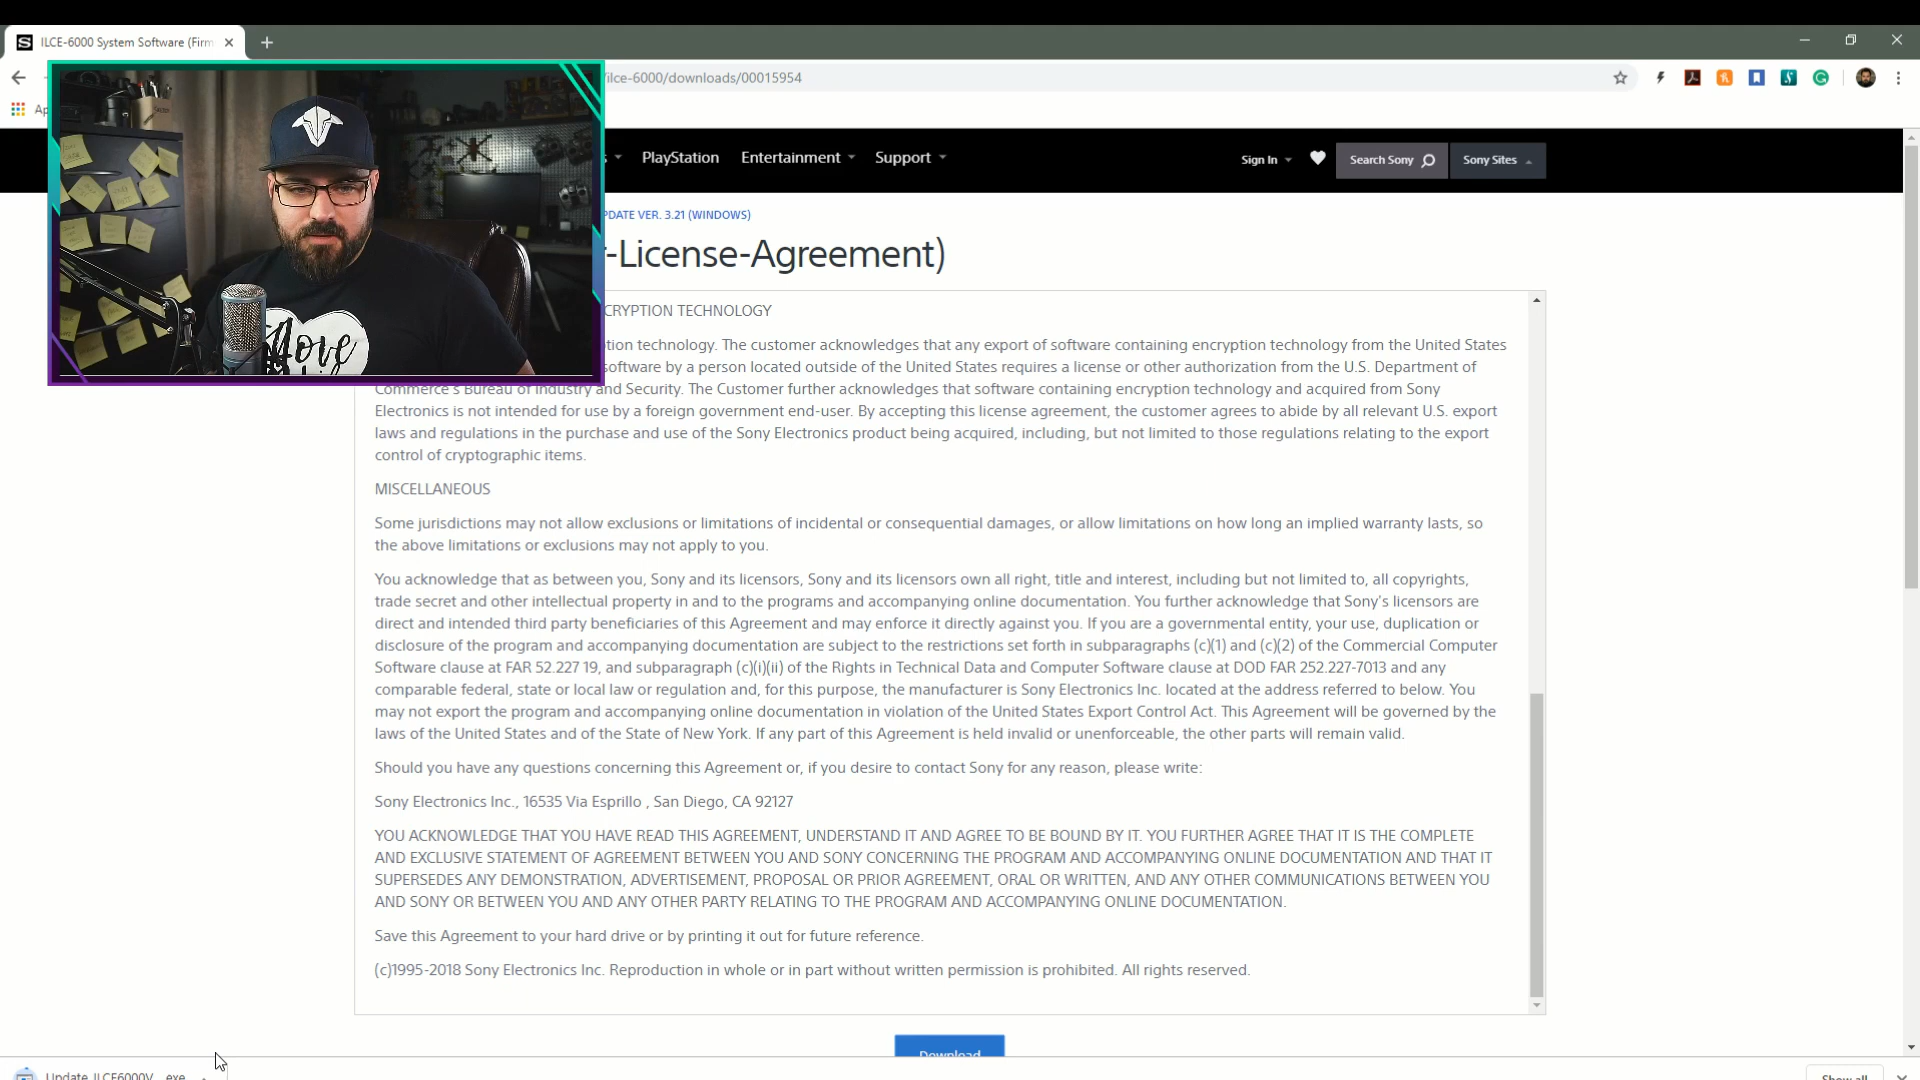 ILCE-6000 System Software (Firm
ilce-6000/downloads/00015954
Ap
s PlayStation Entertainment Support Sign In Search Sony Sony Sites
PDATE VER. 3.21 (WINDOWS)
-License-Agreement)
CRYPTION TECHNOLOGY
tion technology. The customer acknowledges that any export of software containing encryption technology from the United States
software by a person located outside of the United States requires a license or other authorization from the U.S. Department of
Commerce's Bureau of Industry and Security. The Customer further acknowledges that software containing encryption technology and acquired from Sony
Electronics is not intended for use by a foreign government end-user. By accepting this license agreement, the customer agrees to abide by all relevant U.S. export
laws and regulations in the purchase and use of the Sony Electronics product being acquired, including, but not limited to those regulations relating to the export
control of cryptographic items.
MISCELLANEOUS
Some jurisdictions may not allow exclusions or limitations of incidental or consequential damages, or allow limitations on how long an implied warranty lasts, so
the above limitations or exclusions may not apply to you.
You acknowledge that as between you, Sony and its licensors, Sony and its licensors own all right, title and interest, including but not limited to, all copyrights,
trade secret and other intellectual property in and to the programs and accompanying online documentation. You further acknowledge that Sony's licensors are
direct and intended third party beneficiaries of this Agreement and may enforce it directly against you. If you are a governmental entity, your use, duplication or
disclosure of the program and accompanying documentation are subject to the restrictions set forth in subparagraphs (c)(1) and (c)(2) of the Commercial Computer
Software clause at FAR 52.227 19, and subparagraph (c)(i)(ii) of the Rights in Technical Data and Computer Software clause at DOD FAR 252.227-7013 and any
comparable federal, state or local law or regulation and, for this purpose, the manufacturer is Sony Electronics Inc. located at the address referred to below. You
may not export the program and accompanying online documentation in violation of the United States Export Control Act. This Agreement will be governed by the
laws of the United States and of the State of New York. If any part of this Agreement is held invalid or unenforceable, the other parts will remain valid.
Should you have any questions concerning this Agreement or, if you desire to contact Sony for any reason, please write:
Sony Electronics Inc., 16535 Via Esprillo , San Diego, CA 92127
YOU ACKNOWLEDGE THAT YOU HAVE READ THIS AGREEMENT, UNDERSTAND IT AND AGREE TO BE BOUND BY IT. YOU FURTHER AGREE THAT IT IS THE COMPLETE
AND EXCLUSIVE STATEMENT OF AGREEMENT BETWEEN YOU AND SONY CONCERNING THE PROGRAM AND ACCOMPANYING ONLINE DOCUMENTATION AND THAT IT
SUPERSEDES ANY DEMONSTRATION, ADVERTISEMENT, PROPOSAL OR PRIOR AGREEMENT, ORAL OR WRITTEN, AND ANY OTHER COMMUNICATIONS BETWEEN YOU
AND SONY OR BETWEEN YOU AND ANY OTHER PARTY RELATING TO THE PROGRAM AND ACCOMPANYING ONLINE DOCUMENTATION.
Save this Agreement to your hard drive or by printing it out for future reference.
(c)1995-2018 Sony Electronics Inc. Reproduction in whole or in part without written permission is prohibited. All rights reserved.
Download
Update_ILCE6000V....exe
Show all